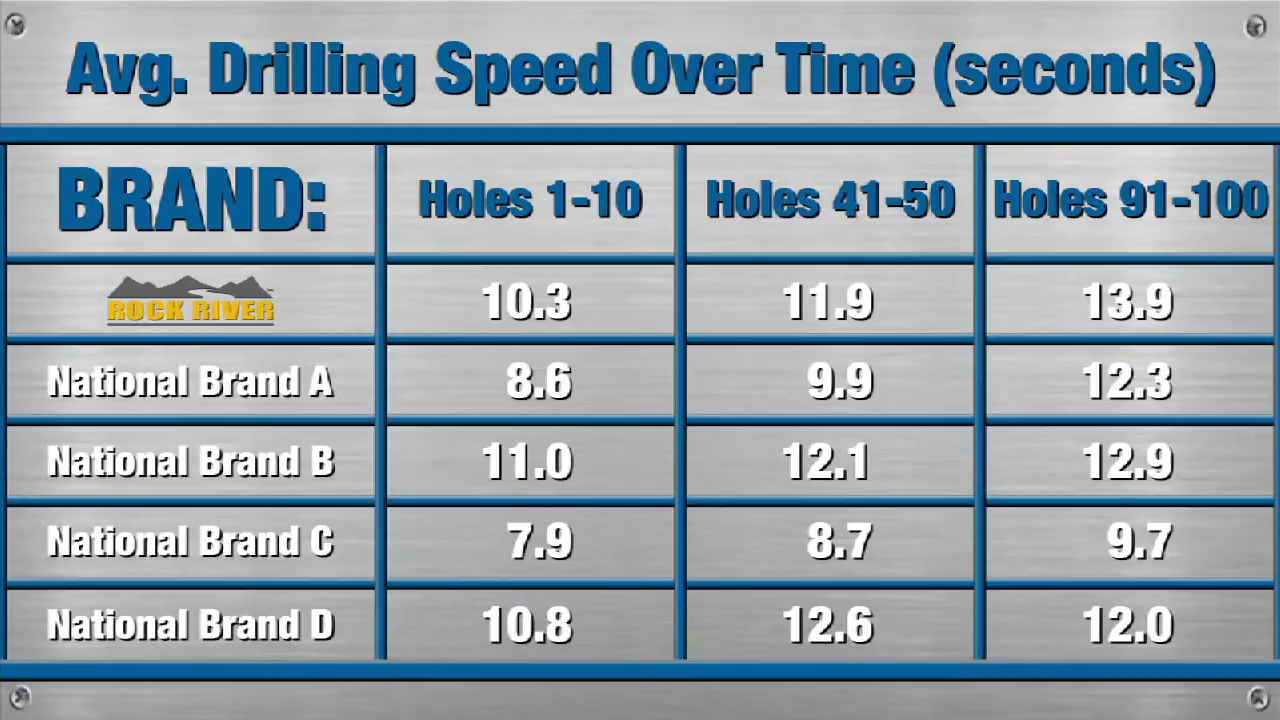 Avg. Drilling Speed Over Time (seconds)
BRAND: Holes 1-10 Holes 41-50 Holes 91-100
ROCK RIVER 10.3 11.9 13.9
National Brand A 8.6 9.9 12.3
National Brand B 11.0 12.1 12.9
National Brand C 7.9 8.7 9.7
National Brand D 10.8 12.6 12.0